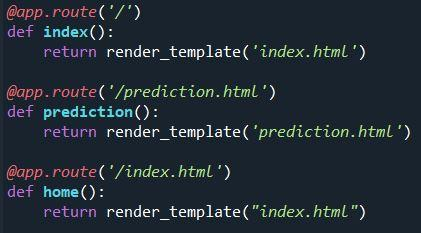 @app.route('/')
def index():
    return render_template('index.html')
@app.route('/prediction.html')
def prediction():
    return render_template('prediction.html')
@app.route('/index.html')
def home():
    return render_template("index.html")